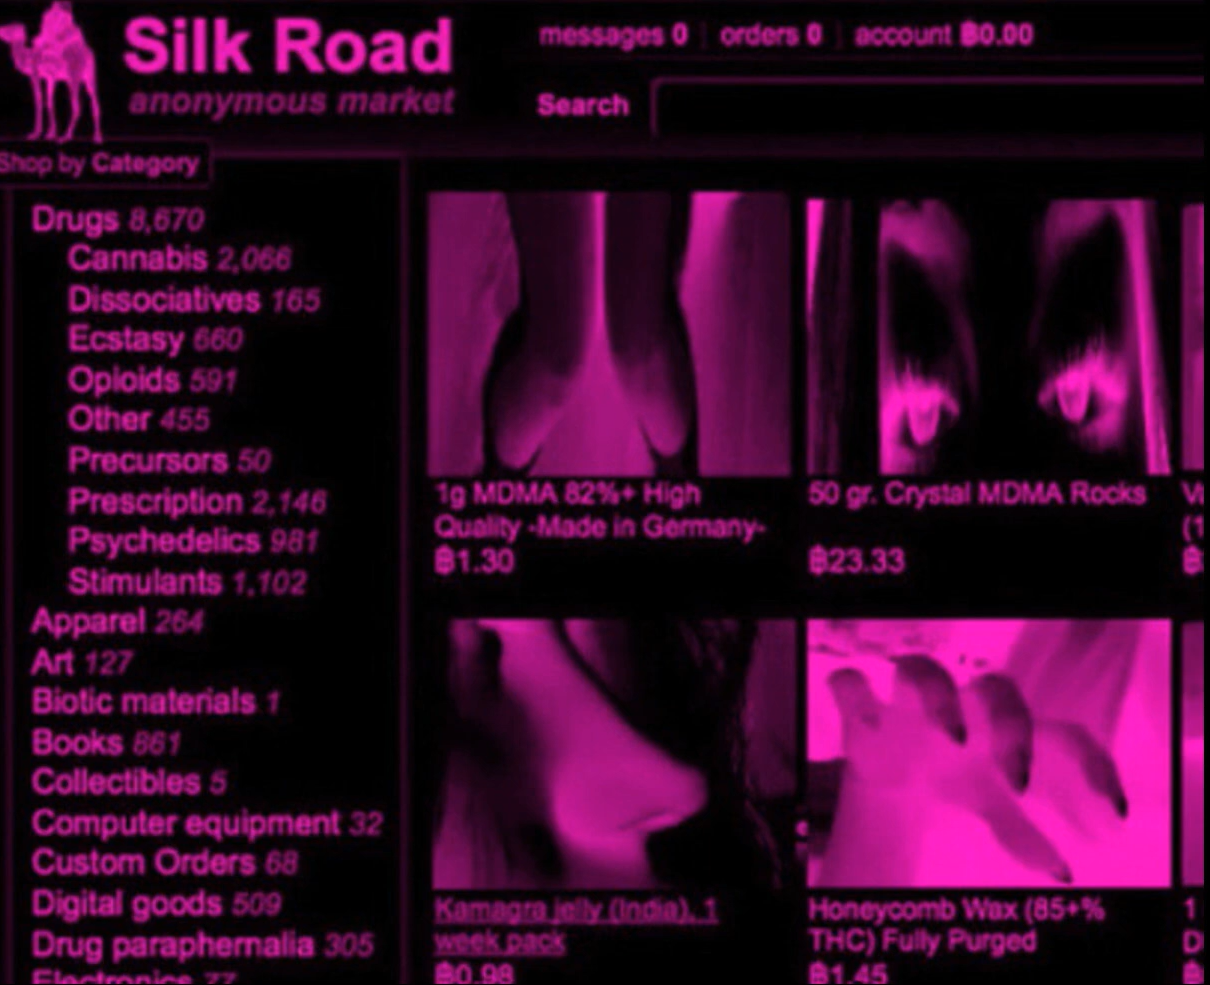 Silk Road
anonymous market
messages 0 orders 0 account ฿0.00
Search
Shop by Category
Drugs 8,670
Cannabis 2,066
Dissociatives 165
Ecstasy 660
Opioids 591
Other 455
Precursors 50
Prescription 2,146
Psychedelics 981
Stimulants 1,102
Apparel 264
Art 127
Biotic materials 1
Books 861
Collectibles 5
Computer equipment 32
Custom Orders 68
Digital goods 509
Drug paraphernalia 305
Electronics 77
1g MDMA 82%+ High
Quality -Made in Germany-
฿1.30
50 gr. Crystal MDMA Rocks
฿23.33
Kamagra jelly (India), 1
week pack
฿0.98
Honeycomb Wax (85+%
THC) Fully Purged
฿1.45